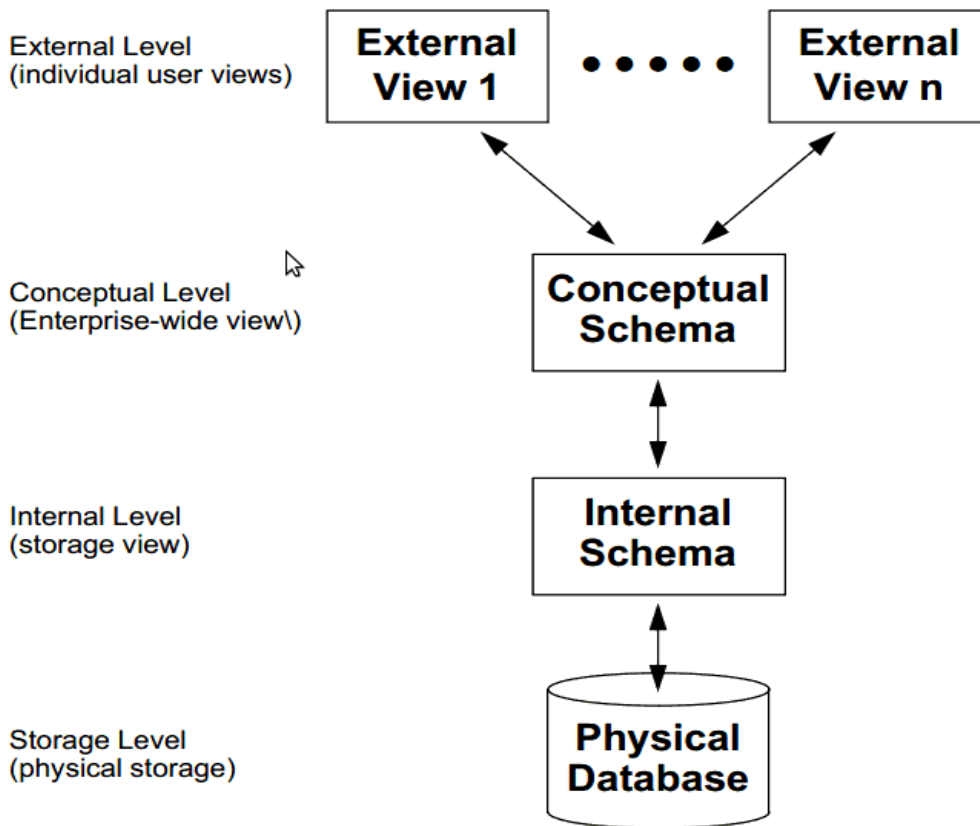 External Level
(individual user views)
External
View 1
External
View n
Conceptual Level
(Enterprise-wide view\)
Conceptual
Schema
Internal Level
(storage view)
Internal
Schema
Storage Level
(physical storage)
Physical
Database